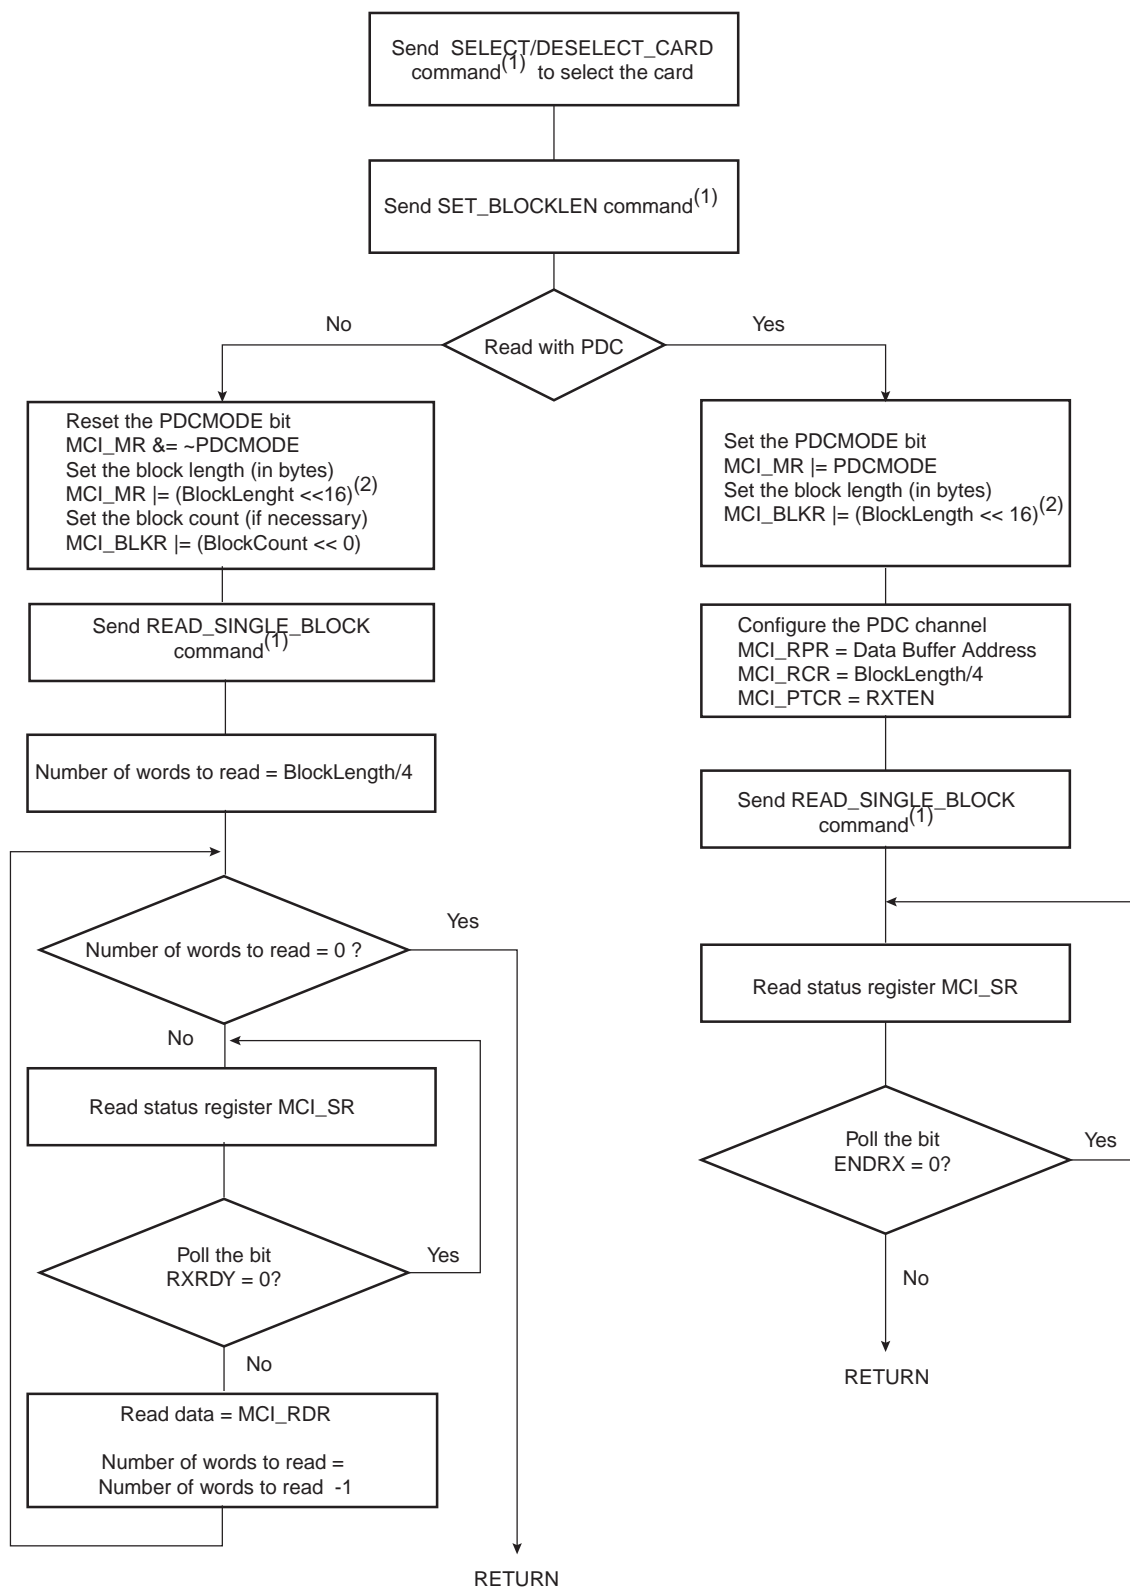 Send SELECT/DESELECT_CARD
command(1) to select the card
Send SET_BLOCKLEN command(1)
No
Yes
Read with PDC
Reset the PDCMODE bit
MCI_MR &= ~PDCMODE
Set the block length (in bytes)
MCI_MR |= (BlockLenght <<16)(2)
Set the block count (if necessary)
MCI_BLKR |= (BlockCount << 0)
Send READ_SINGLE_BLOCK
command(1)
Number of words to read = BlockLength/4
Number of words to read = 0 ?
Yes
No
Read status register MCI_SR
Poll the bit
RXRDY = 0?
Yes
No
Read data = MCI_RDR
Number of words to read =
Number of words to read -1
RETURN
Set the PDCMODE bit
MCI_MR |= PDCMODE
Set the block length (in bytes)
MCI_BLKR |= (BlockLength << 16)(2)
Configure the PDC channel
MCI_RPR = Data Buffer Address
MCI_RCR = BlockLength/4
MCI_PTCR = RXTEN
Send READ_SINGLE_BLOCK
command(1)
Read status register MCI_SR
Poll the bit
ENDRX = 0?
Yes
No
RETURN